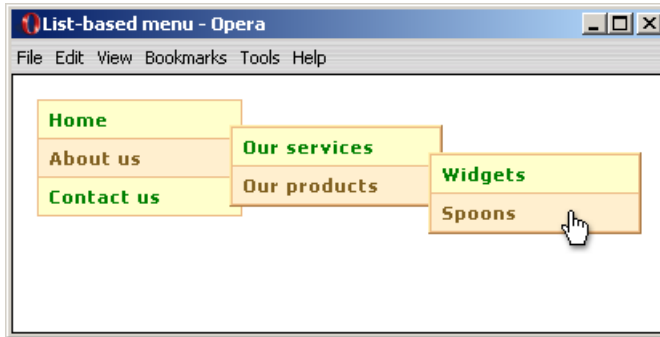 List-based menu - Opera
File Edit View Bookmarks Tools Help
Home
About us
Contact us
Our services
Our products
Widgets
Spoons